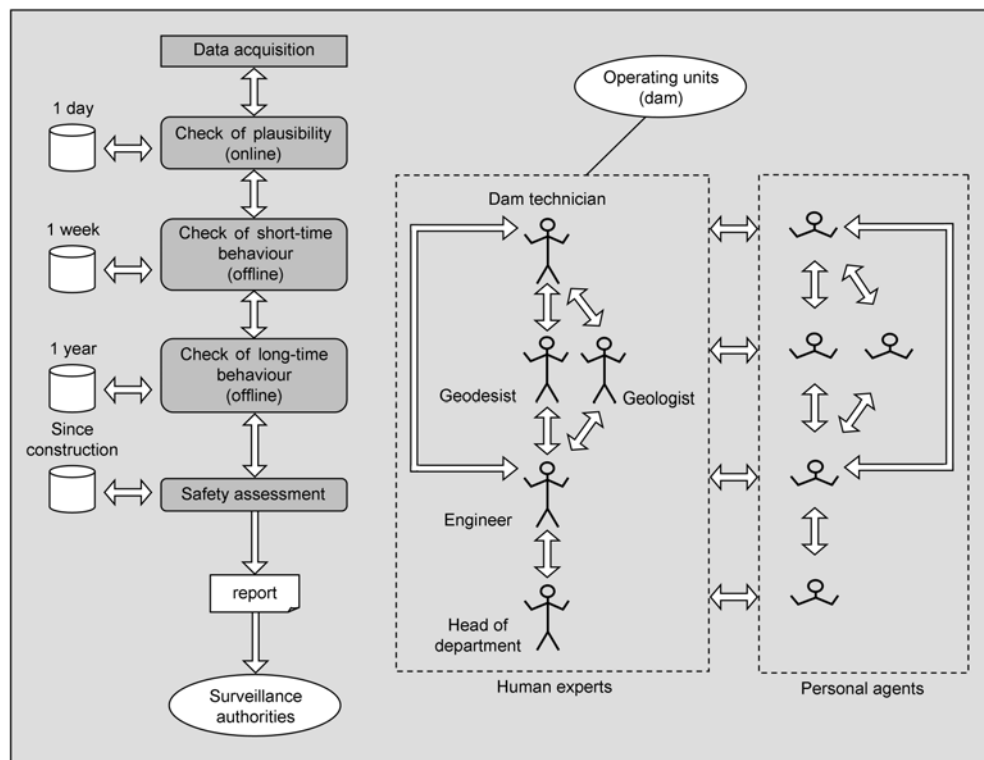 Data acquisition
1 day
Check of plausibility
(online)
1 week
Check of short-time
behaviour
(offline)
1 year
Check of long-time
behaviour
(offline)
Since
construction
Safety assessment
report
Surveillance
authorities
Operating units
(dam)
Dam technician
Geodesist
Geologist
Engineer
Head of
department
Human experts
Personal agents